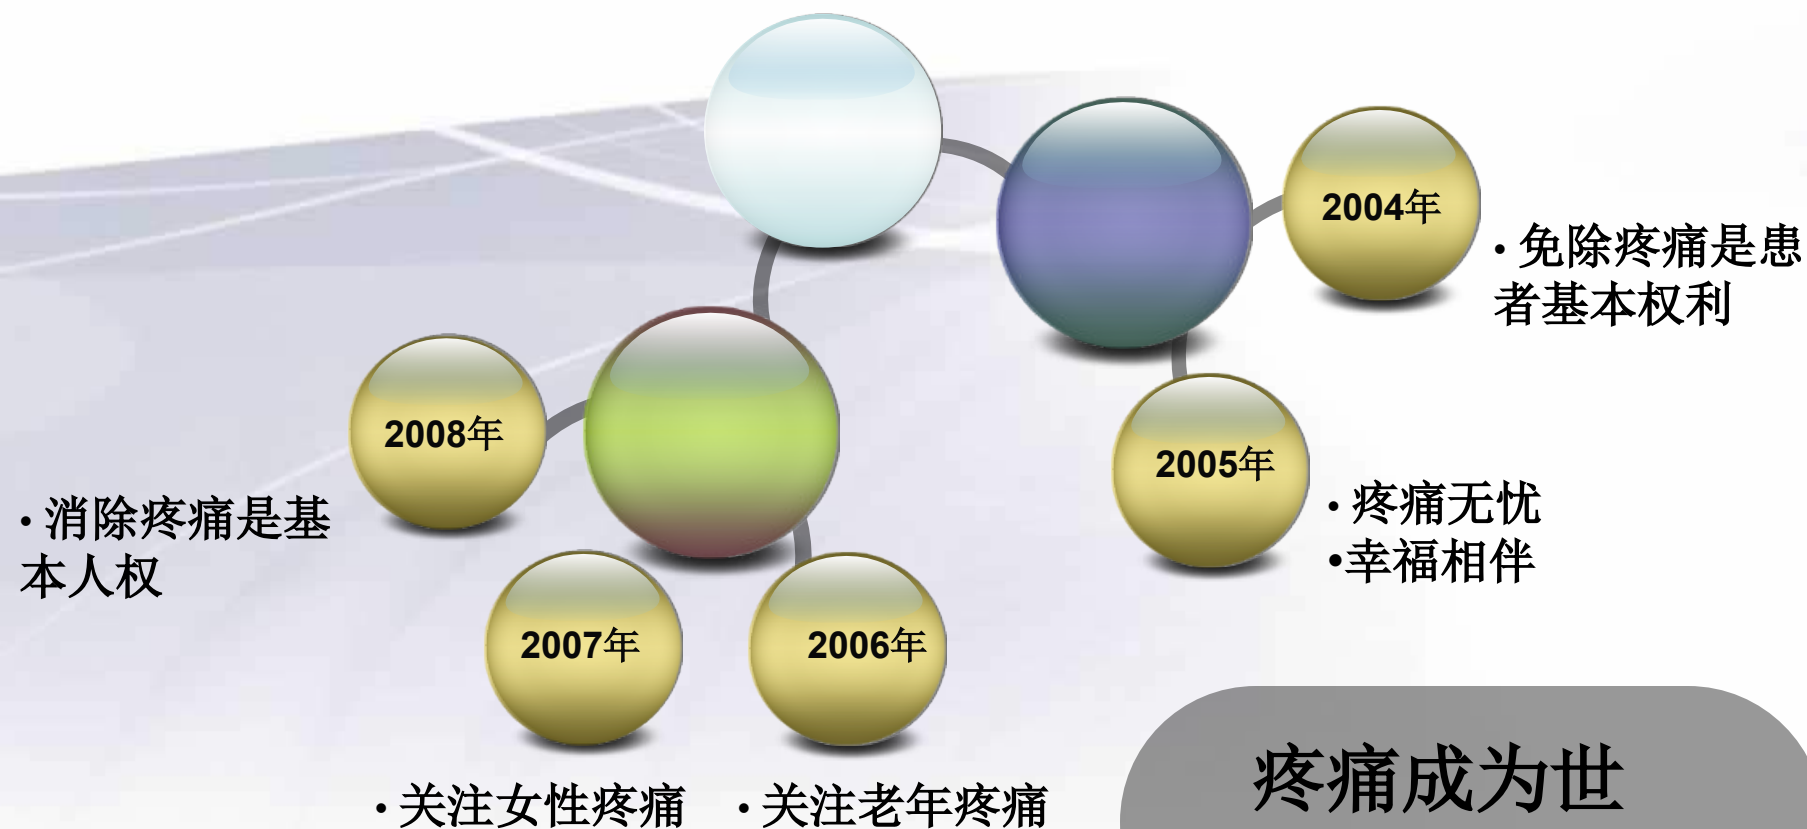 2004年
• 免除疼痛是患
者基本权利
2008年
2005年
• 疼痛无忧
•幸福相伴
• 消除疼痛是基
本人权
2007年
2006年
• 关注女性疼痛
• 关注老年疼痛
疼痛成为世